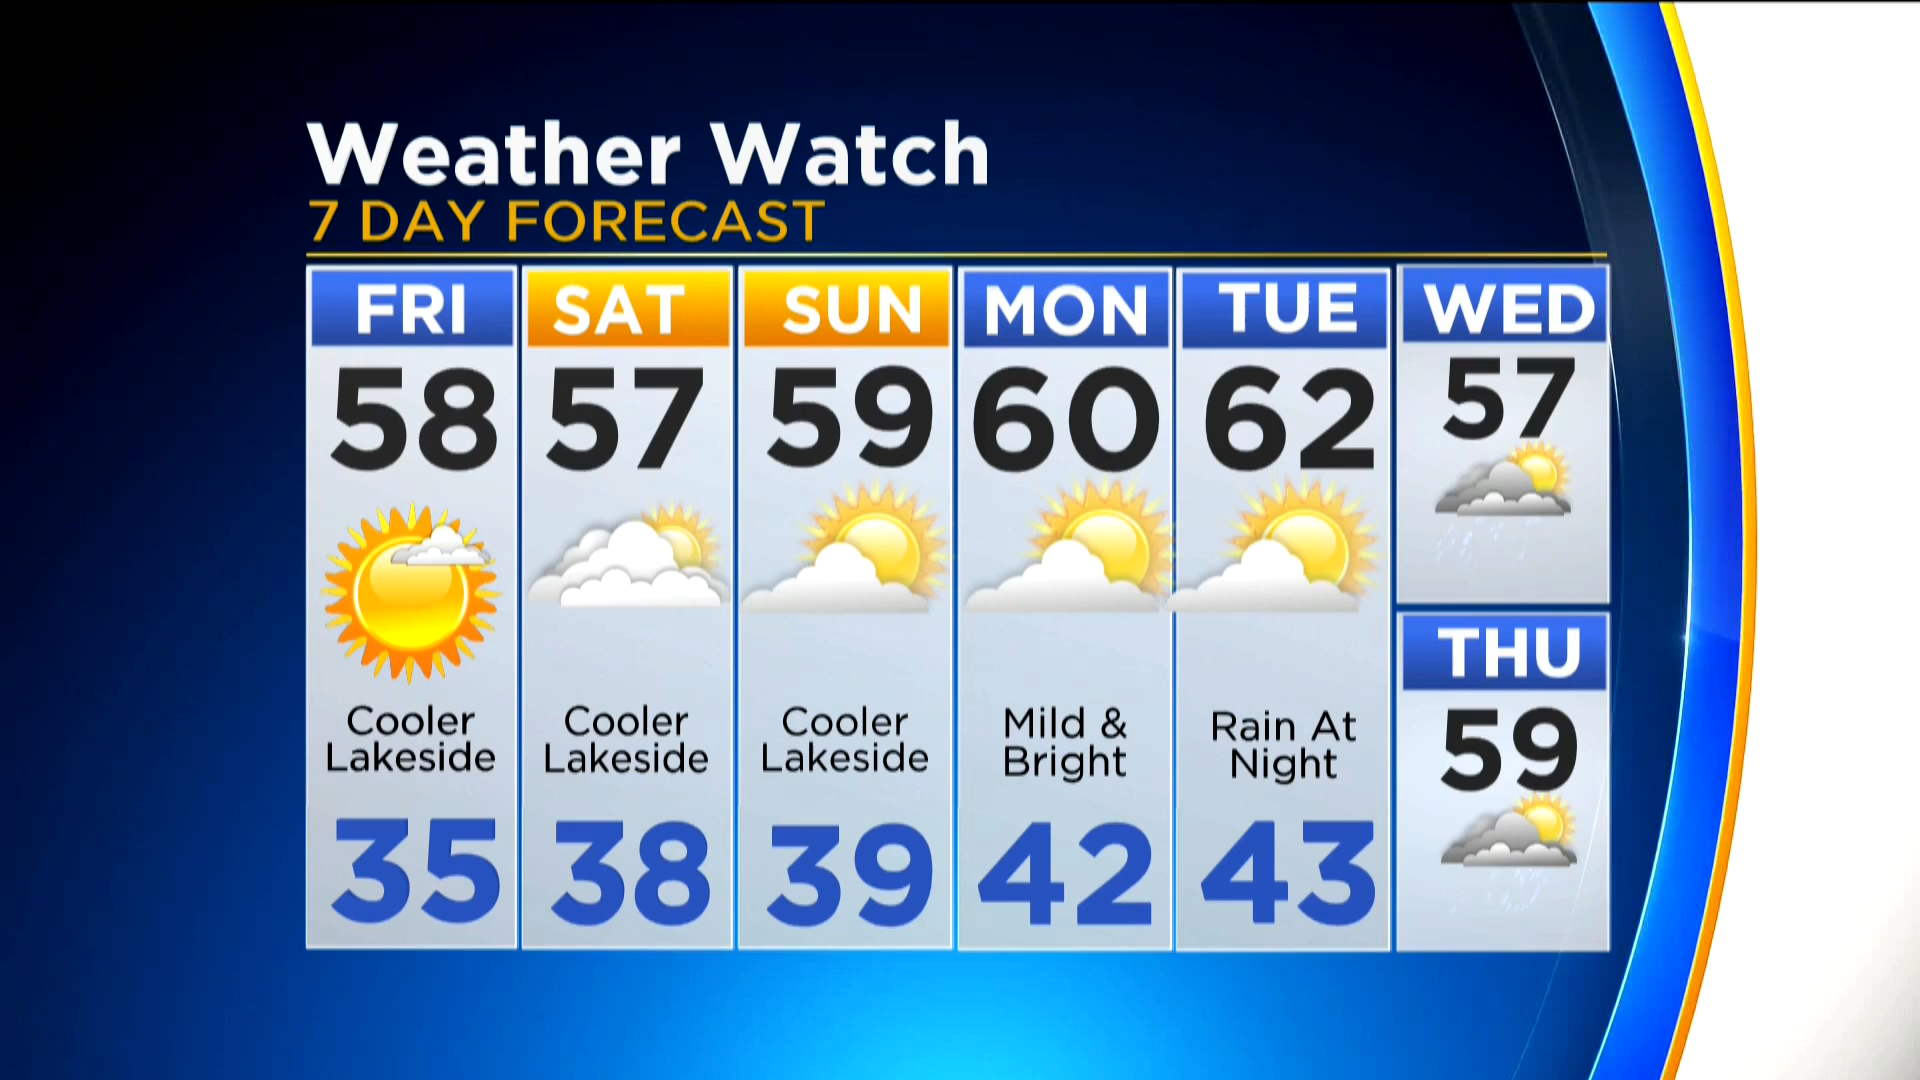 Weather Watch
7 DAY FORECAST
FRI
58
Cooler
Lakeside
35
SAT
57
Cooler
Lakeside
38
SUN
59
Cooler
Lakeside
39
MON
60
Mild &
Bright
42
TUE
62
Rain At
Night
43
WED
57
THU
59